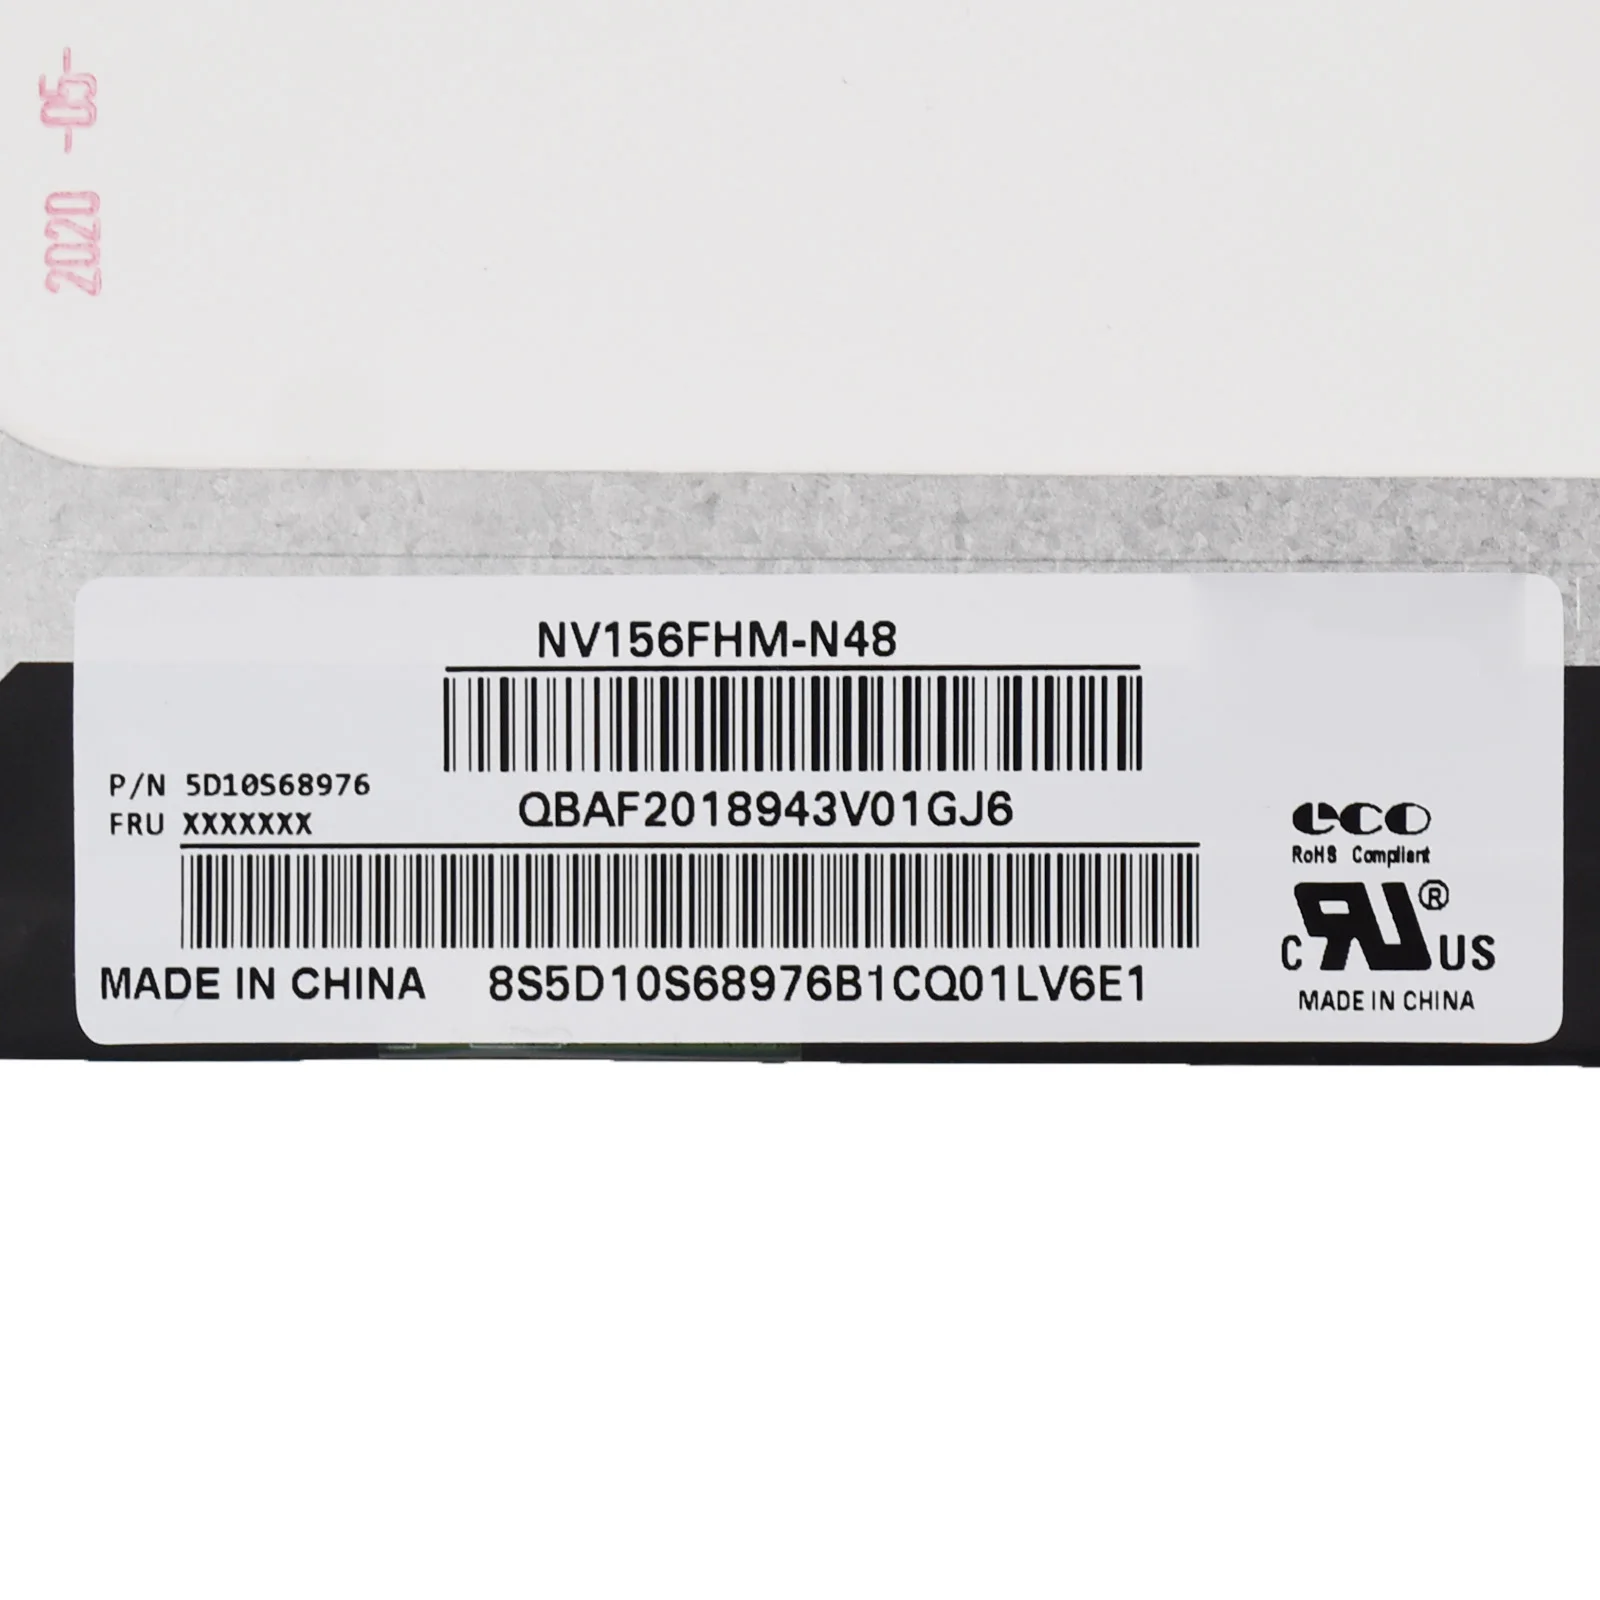 2020 -05-
NV156FHM-N48
P/N 5D10S68976
FRU XXXXXXX
QBAF2018943V01GJ6
MADE IN CHINA
8S5D10S68976B1CQ01LV6E1
eco
RoHS Compliant
C RU® US
MADE IN CHINA